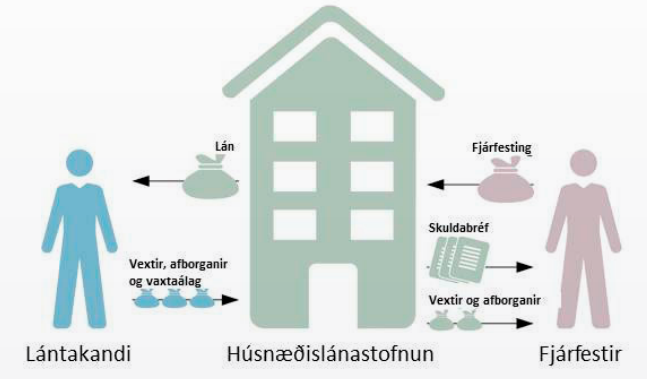 Lán
Fjárfesting
Skuldabréf
Vextir, afborganir
og vaxtaálag
Vextir og afborganir
Lántakandi
Húsnæðislánastofnun
Fjárfestir